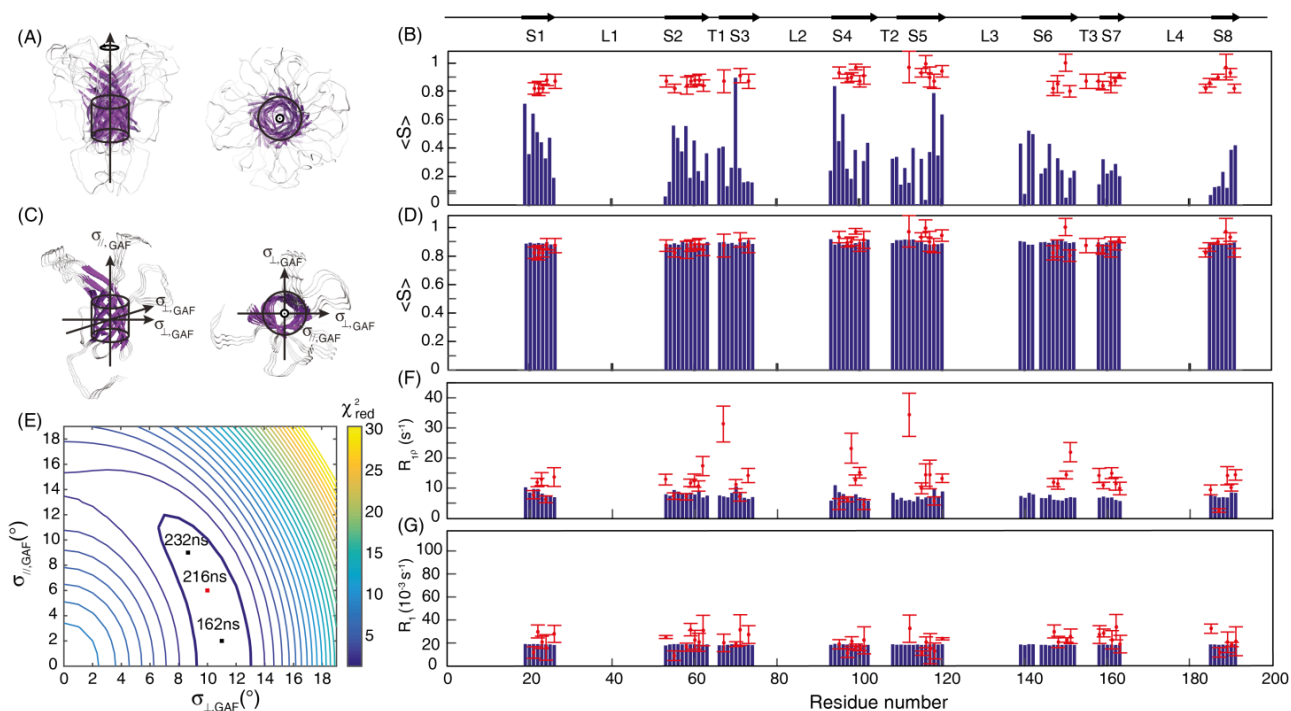 (A)
(B)
S1 L1 S2 T1 S3 L2 S4 T2 S5 L3 S6 T3 S7 L4 S8
<S>
1
0.8
0.6
0.4
0.2
0
(C)
σ//,GAF
σ⊥,GAF
σ⊥,GAF
σ⊥,GAF
σ⊥,GAF
σ//,GAF
(D)
<S>
1
0.8
0.6
0.4
0.2
0
(E)
χ²red
σ//,GAF(°)
18
16
14
12
10
8
6
4
2
0
232ns
216ns
162ns
0 2 4 6 8 10 12 14 16 18
σ⊥,GAF(°)
30
25
20
15
10
5
(F)
R1ρ (s⁻¹)
40
30
20
10
0
(G)
R1 (10⁻³ s⁻¹)
100
80
60
40
20
0
0 20 40 60 80 100 120 140 160 180 200
Residue number